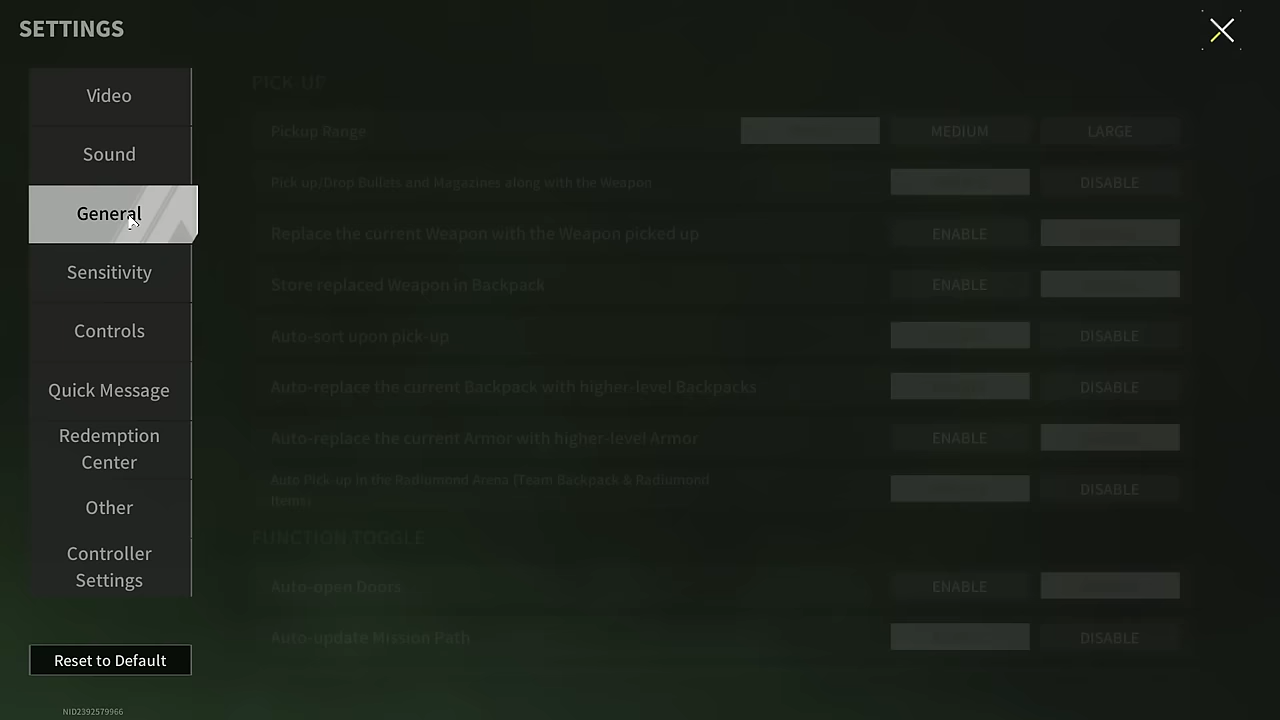 SETTINGS
Video
Sound
General
Sensitivity
Controls
Quick Message
Redemption
Center
Other
Controller
Settings
Reset to Default
NID2392579966
PICK-UP
Pickup Range
MEDIUM
LARGE
Pick up/Drop Bullets and Magazines along with the Weapon
DISABLE
Replace the current Weapon with the Weapon picked up
ENABLE
Store replaced Weapon in Backpack
ENABLE
Auto-sort upon pick-up
DISABLE
Auto-replace the current Backpack with higher-level Backpacks
DISABLE
Auto-replace the current Armor with higher-level Armor
ENABLE
Auto Pick-up in the Radiumond Arena (Team Backpack & Radiumond
Items)
DISABLE
FUNCTION TOGGLE
Auto-open Doors
ENABLE
Auto-update Mission Path
DISABLE